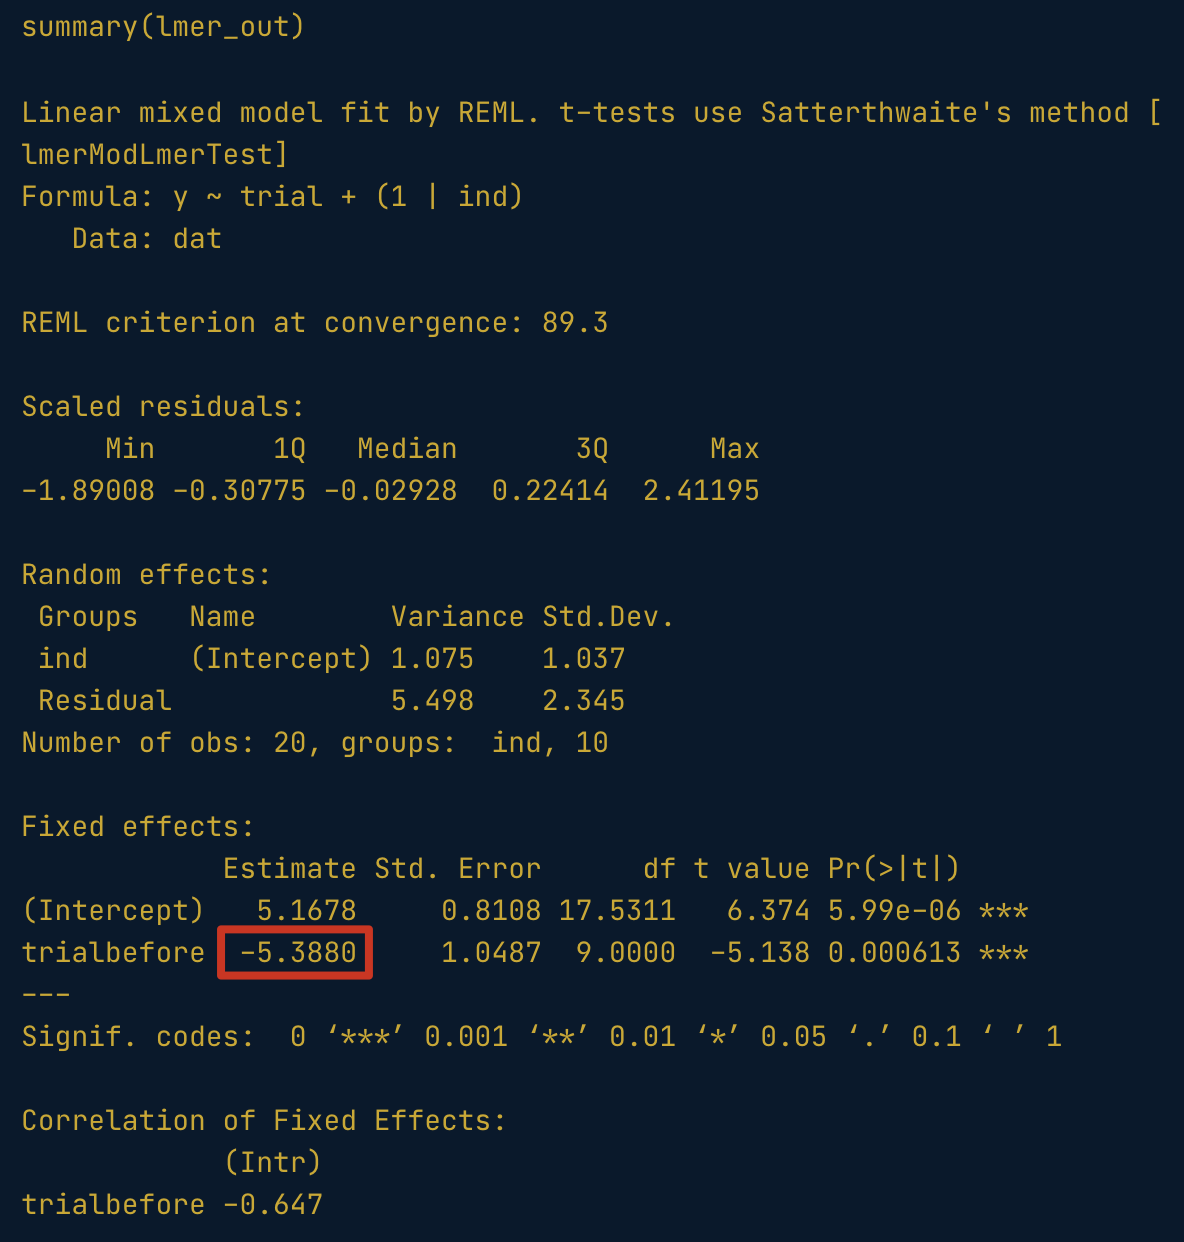 summary(lmer_out)
Linear mixed model fit by REML. t-tests use Satterthwaite's method [
lmerModLmerTest]
Formula: y ~ trial + (1 | ind)
   Data: dat
REML criterion at convergence: 89.3
Scaled residuals:
     Min       1Q   Median       3Q      Max
-1.89008 -0.30775 -0.02928  0.22414  2.41195
Random effects:
 Groups   Name        Variance Std.Dev.
 ind      (Intercept) 1.075    1.037
 Residual             5.498    2.345
Number of obs: 20, groups:  ind, 10
Fixed effects:
            Estimate Std. Error      df t value Pr(>|t|)
(Intercept)   5.1678     0.8108 17.5311   6.374 5.99e-06 ***
trialbefore  -5.3880     1.0487  9.0000  -5.138 0.000613 ***
---
Signif. codes:  0 ‘***’ 0.001 ‘**’ 0.01 ‘*’ 0.05 ‘.’ 0.1 ‘ ’ 1
Correlation of Fixed Effects:
            (Intr)
trialbefore -0.647